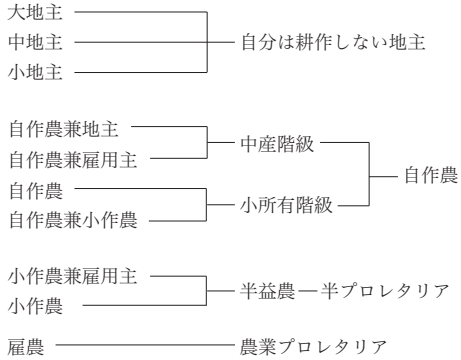 大地主
中地主 自分は耕作しない地主
小地主
自作農兼地主
中産階級
自作農兼雇用主
自作農
自作農
小所有階級
自作農兼小作農
小作農兼雇用主
半益農 半プロレタリア
小作農
雇農 農業プロレタリア